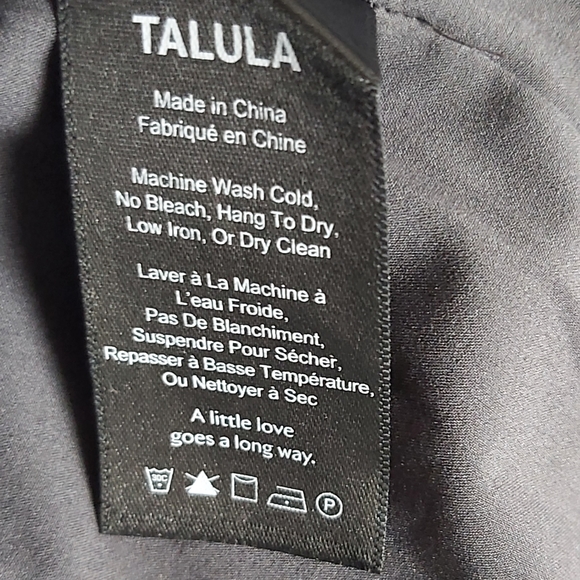 TALULA
Made in China
Fabriqué en Chine
Machine Wash Cold,
No Bleach, Hang To Dry,
Low Iron, Or Dry Clean
Laver à La Machine à
L'eau Froide,
Pas De Blanchiment,
Suspendre Pour Sécher,
Repasser à Basse Température,
Ou Nettoyer à Sec
A little love
goes a long way.
30C P